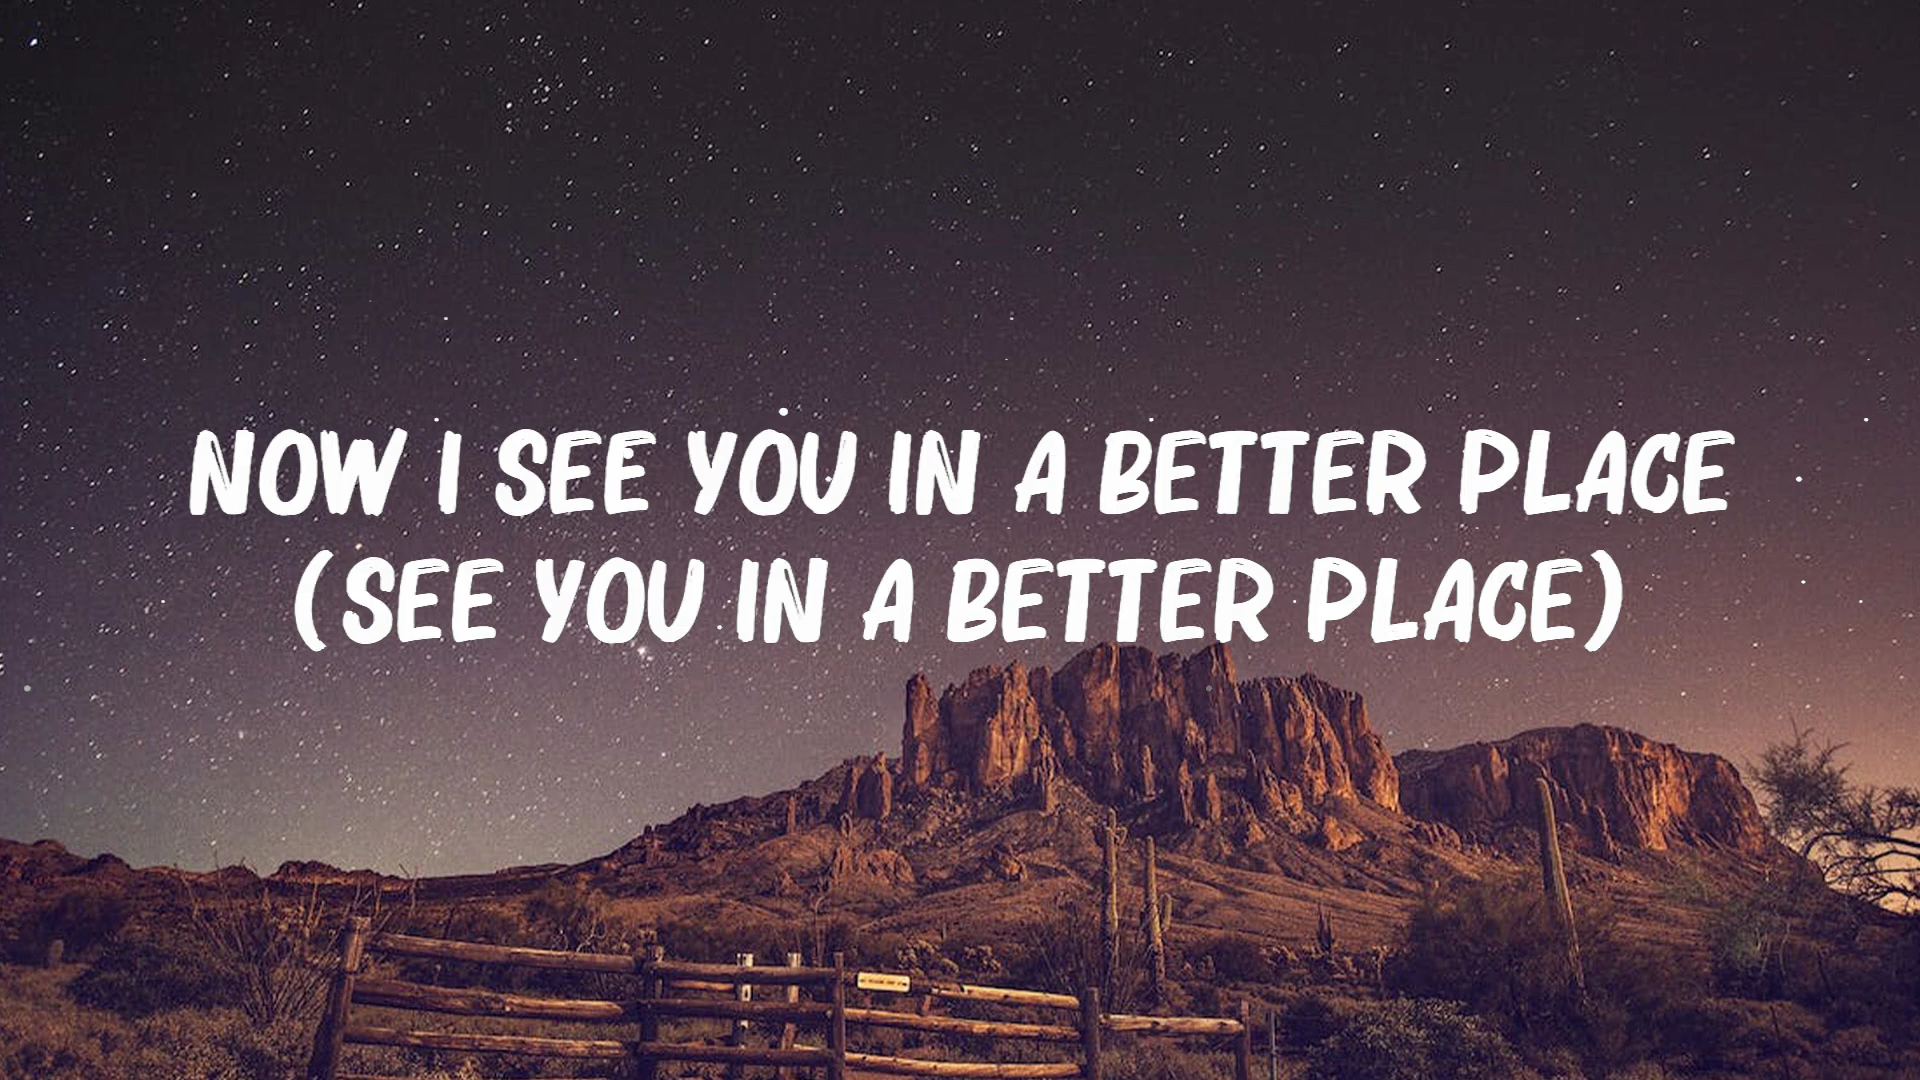 NOW I SEE YOU IN A BETTER PLACE
(SEE YOU IN A BETTER PLACE)